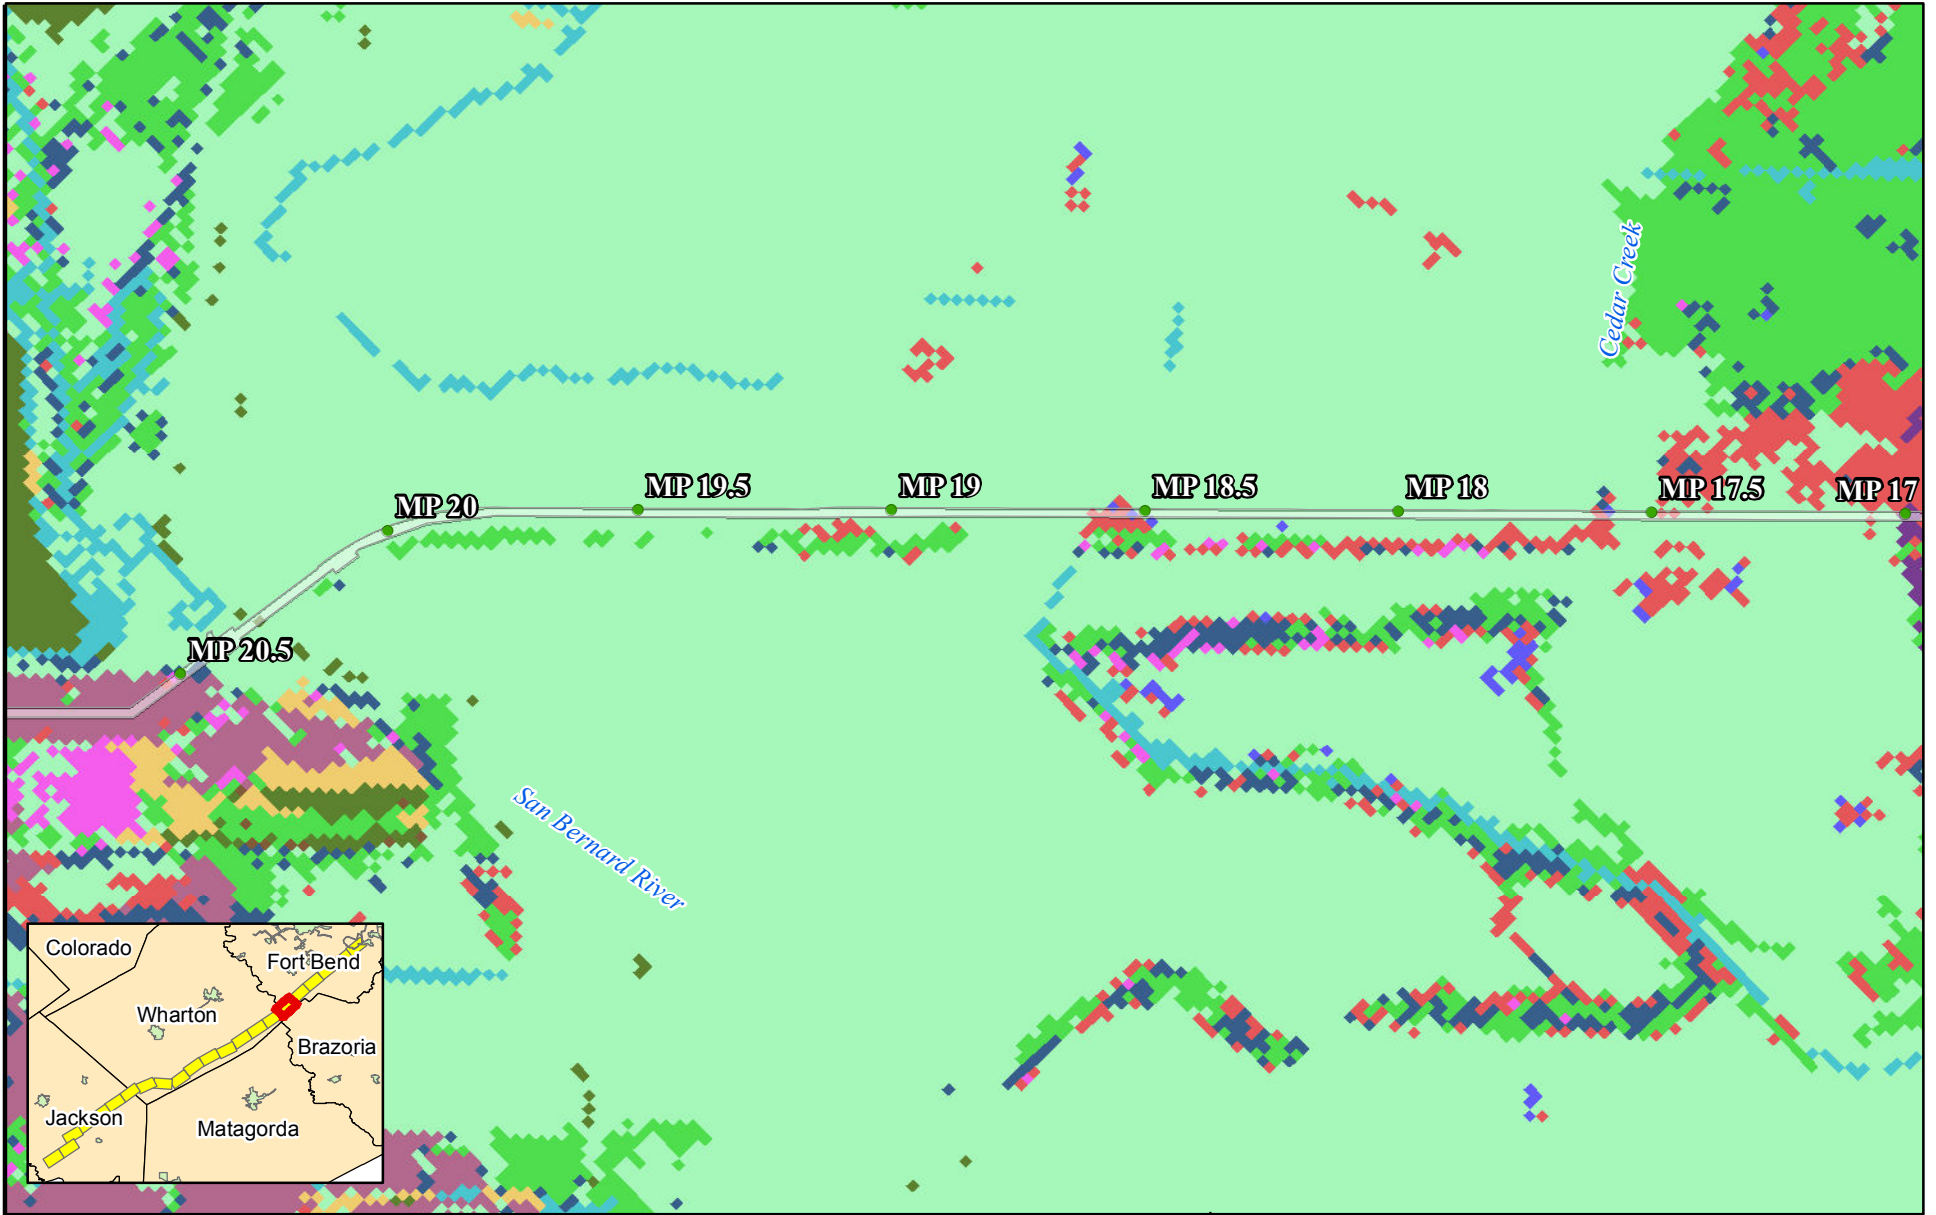 Cedar Creek
MP 20
MP 19.5
MP 19
MP 18.5
MP 18
MP 17.5
MP 17
MP 20.5
San Bernard River
Colorado
Fort Bend
Wharton
Brazoria
Jackson
Matagorda